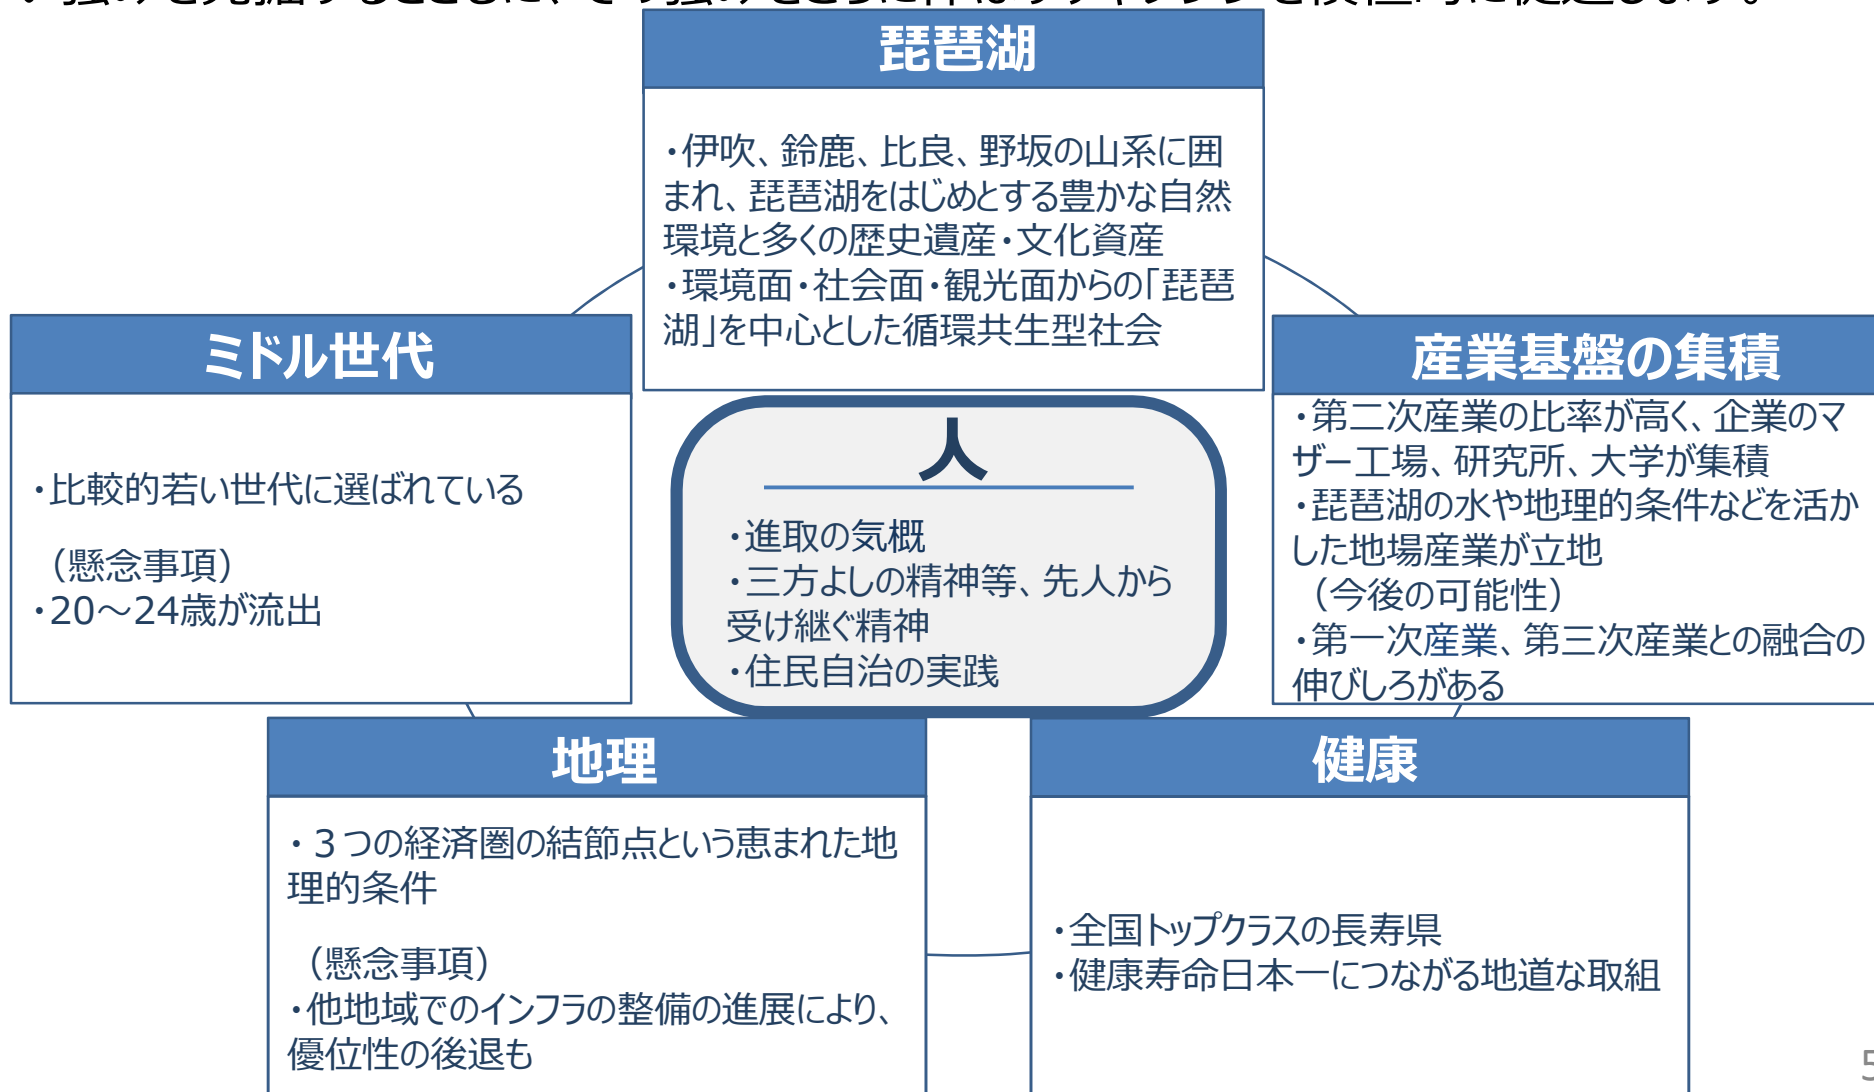 琵琶湖
・伊吹、鈴鹿、比良、野坂の山系に囲
まれ、琵琶湖をはじめとする豊かな自然
環境と多くの歴史遺産・文化資産
・環境面・社会面・観光面からの「琵琶
湖」を中心とした循環共生型社会
ミドル世代
・比較的若い世代に選ばれている
（懸念事項）
・20～24歳が流出
人
・進取の気概
・三方よしの精神等、先人から
受け継ぐ精神
・住民自治の実践
産業基盤の集積
・第二次産業の比率が高く、企業のマ
ザー工場、研究所、大学が集積
・琵琶湖の水や地理的条件などを活か
した地場産業が立地
（今後の可能性）
・第一次産業、第三次産業との融合の
伸びしろがある
地理
・３つの経済圏の結節点という恵まれた地
理的条件
（懸念事項）
・他地域でのインフラの整備の進展により、
優位性の後退も
健康
・全国トップクラスの長寿県
・健康寿命日本一につながる地道な取組